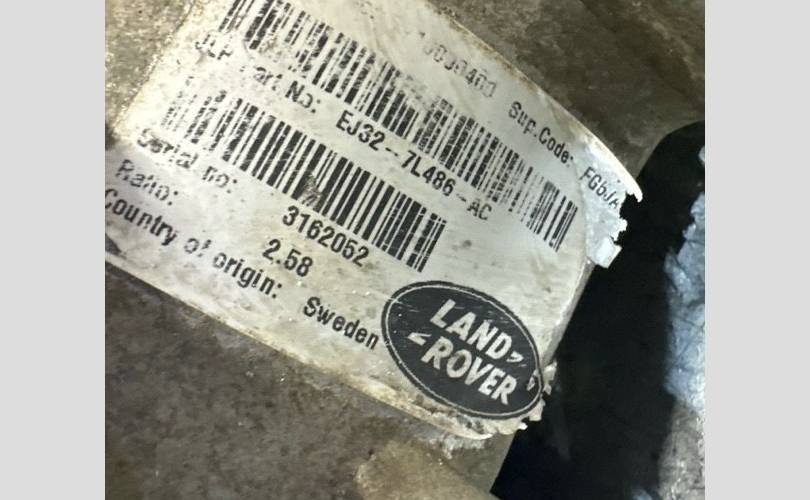 Sup.Code:
Part No: EJ32-7L486-AC
Serial no: 3162052
Ratio: 2.58
Country of origin: Sweden
LAND
ROVER